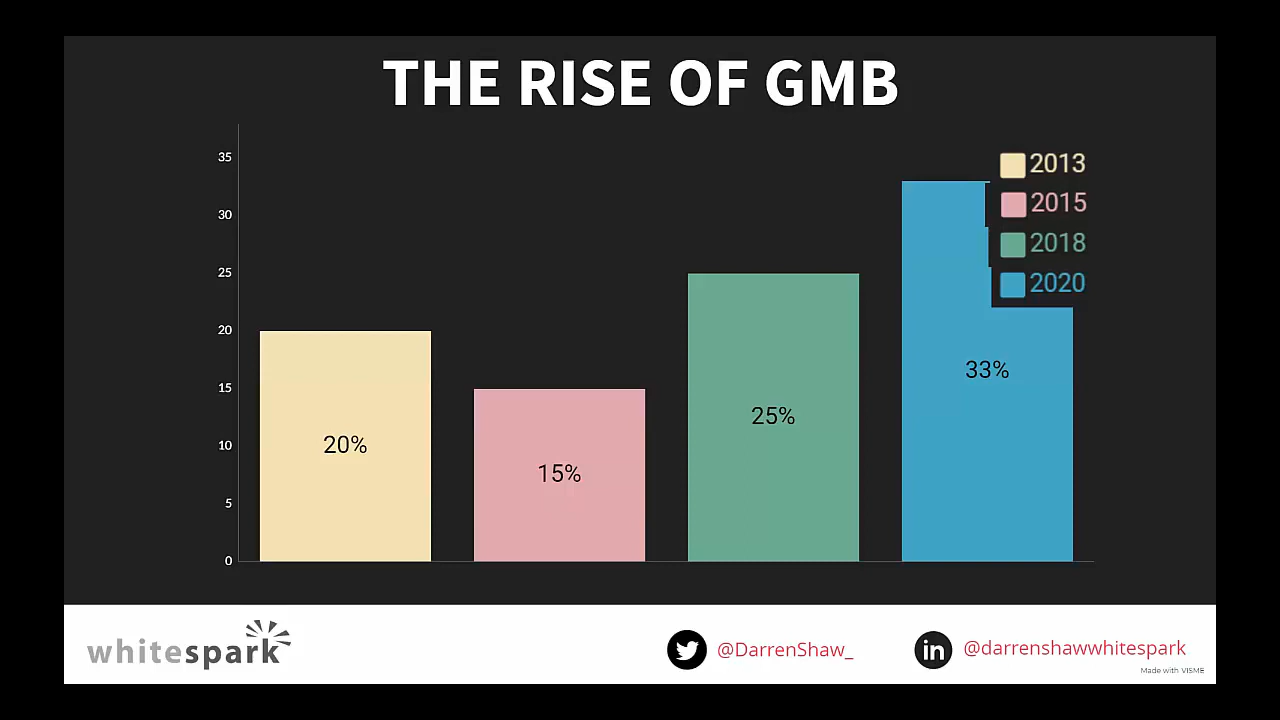 THE RISE OF GMB
35
30
25
20
15
10
5
0
20%
15%
25%
33%
2013
2015
2018
2020
whitespark
@DarrenShaw_
in
@darrenshawwhitespark
Made with VISME